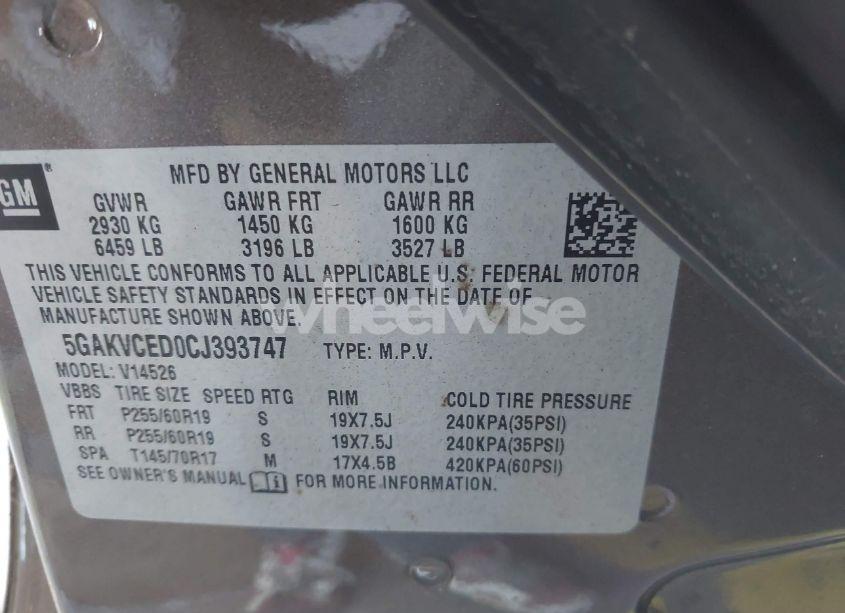 GM
MFD BY GENERAL MOTORS LLC
GVWR GAWR FRT GAWR RR
2930 KG 1450 KG 1600 KG
6459 LB 3196 LB 3527 LB
THIS VEHICLE CONFORMS TO ALL APPLICABLE U.S. FEDERAL MOTOR
VEHICLE SAFETY STANDARDS IN EFFECT ON THE DATE OF
MANUFACTURE SHOWN ABOVE.
wheelwise
5GAKVCED0CJ393747 TYPE: M.P.V.
MODEL: V14526
VBBS TIRE SIZE SPEED RTG RIM COLD TIRE PRESSURE
FRT P255/60R19 S 19X7.5J 240KPA(35PSI)
RR P255/60R19 S 19X7.5J 240KPA(35PSI)
SPA T145/70R17 M 17X4.5B 420KPA(60PSI)
SEE OWNER'S MANUAL FOR MORE INFORMATION.